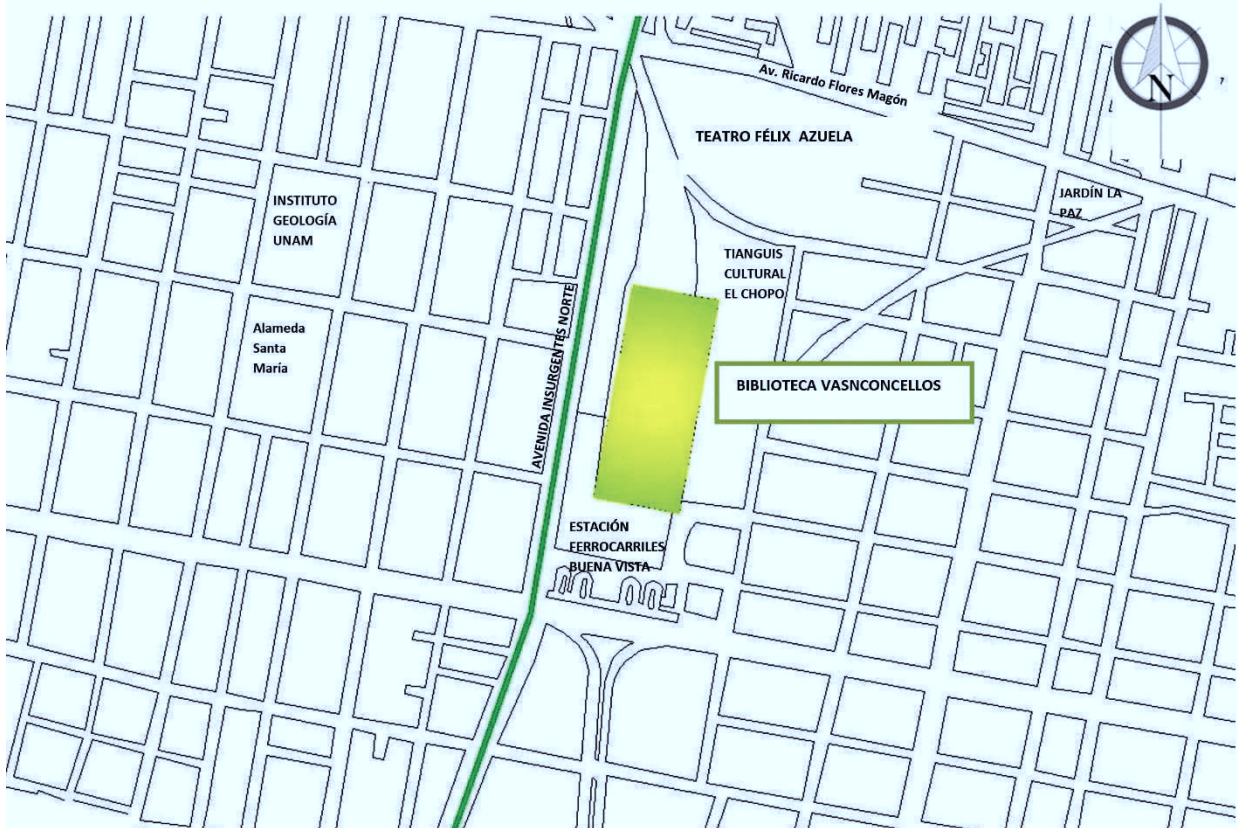 Av. Ricardo Flores Magón
N
TEATRO FÉLIX AZUELA
INSTITUTO
GEOLOGÍA
UNAM
JARDÍN LA
PAZ
TIANGUIS
CULTURAL
EL CHOPO
AVENIDA INSURGENTES NORTE
Alameda
Santa
María
BIBLIOTECA VASNCONCELLOS
ESTACIÓN
FERROCARRILES
BUENA VISTA